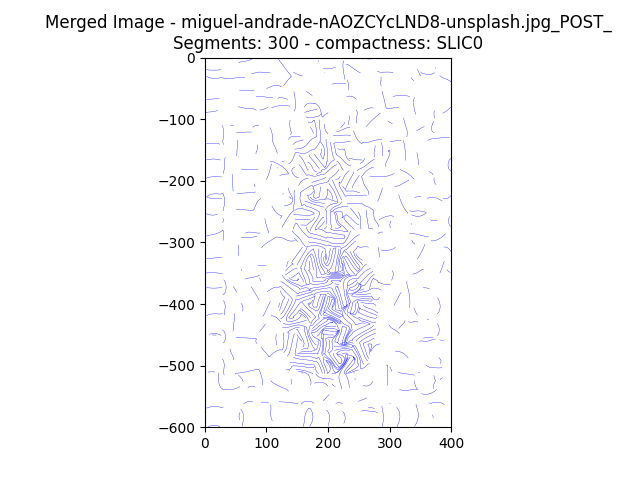 Merged Image - miguel-andrade-nAOZCYcLND8-unsplash.jpg_POST_
Segments: 300 - compactness: SLIC0
0
−100
−200
−300
−400
−500
−600
0 100 200 300 400